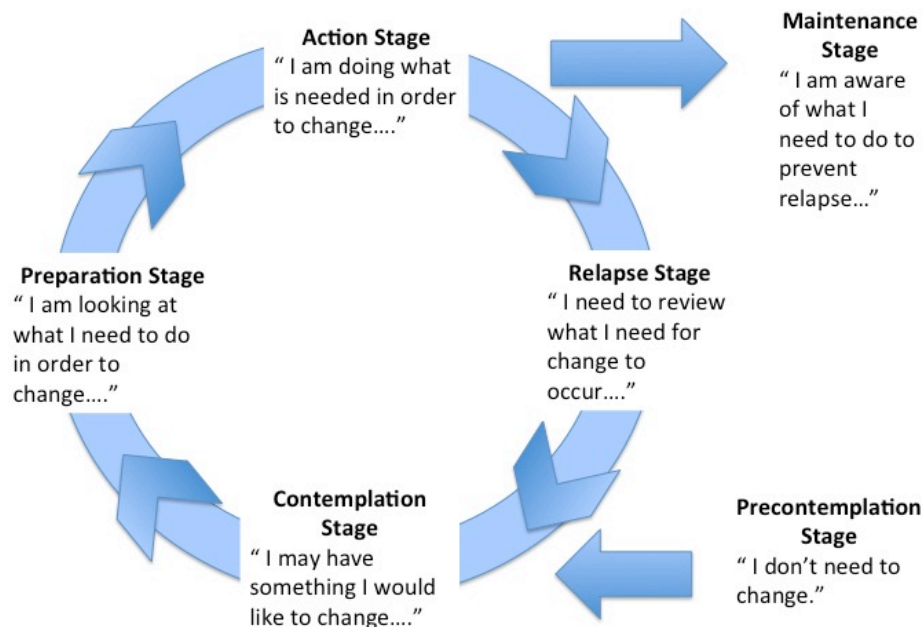 Action Stage
“ I am doing what
is needed in order
to change….”
Maintenance
Stage
“ I am aware
of what I
need to do to
prevent
relapse…”
Preparation Stage
“ I am looking at
what I need to do
in order to
change….”
Relapse Stage
“ I need to review
what I need for
change to
occur….”
Contemplation
Stage
“ I may have
something I would
like to change….”
Precontemplation
Stage
“ I don’t need to
change.”